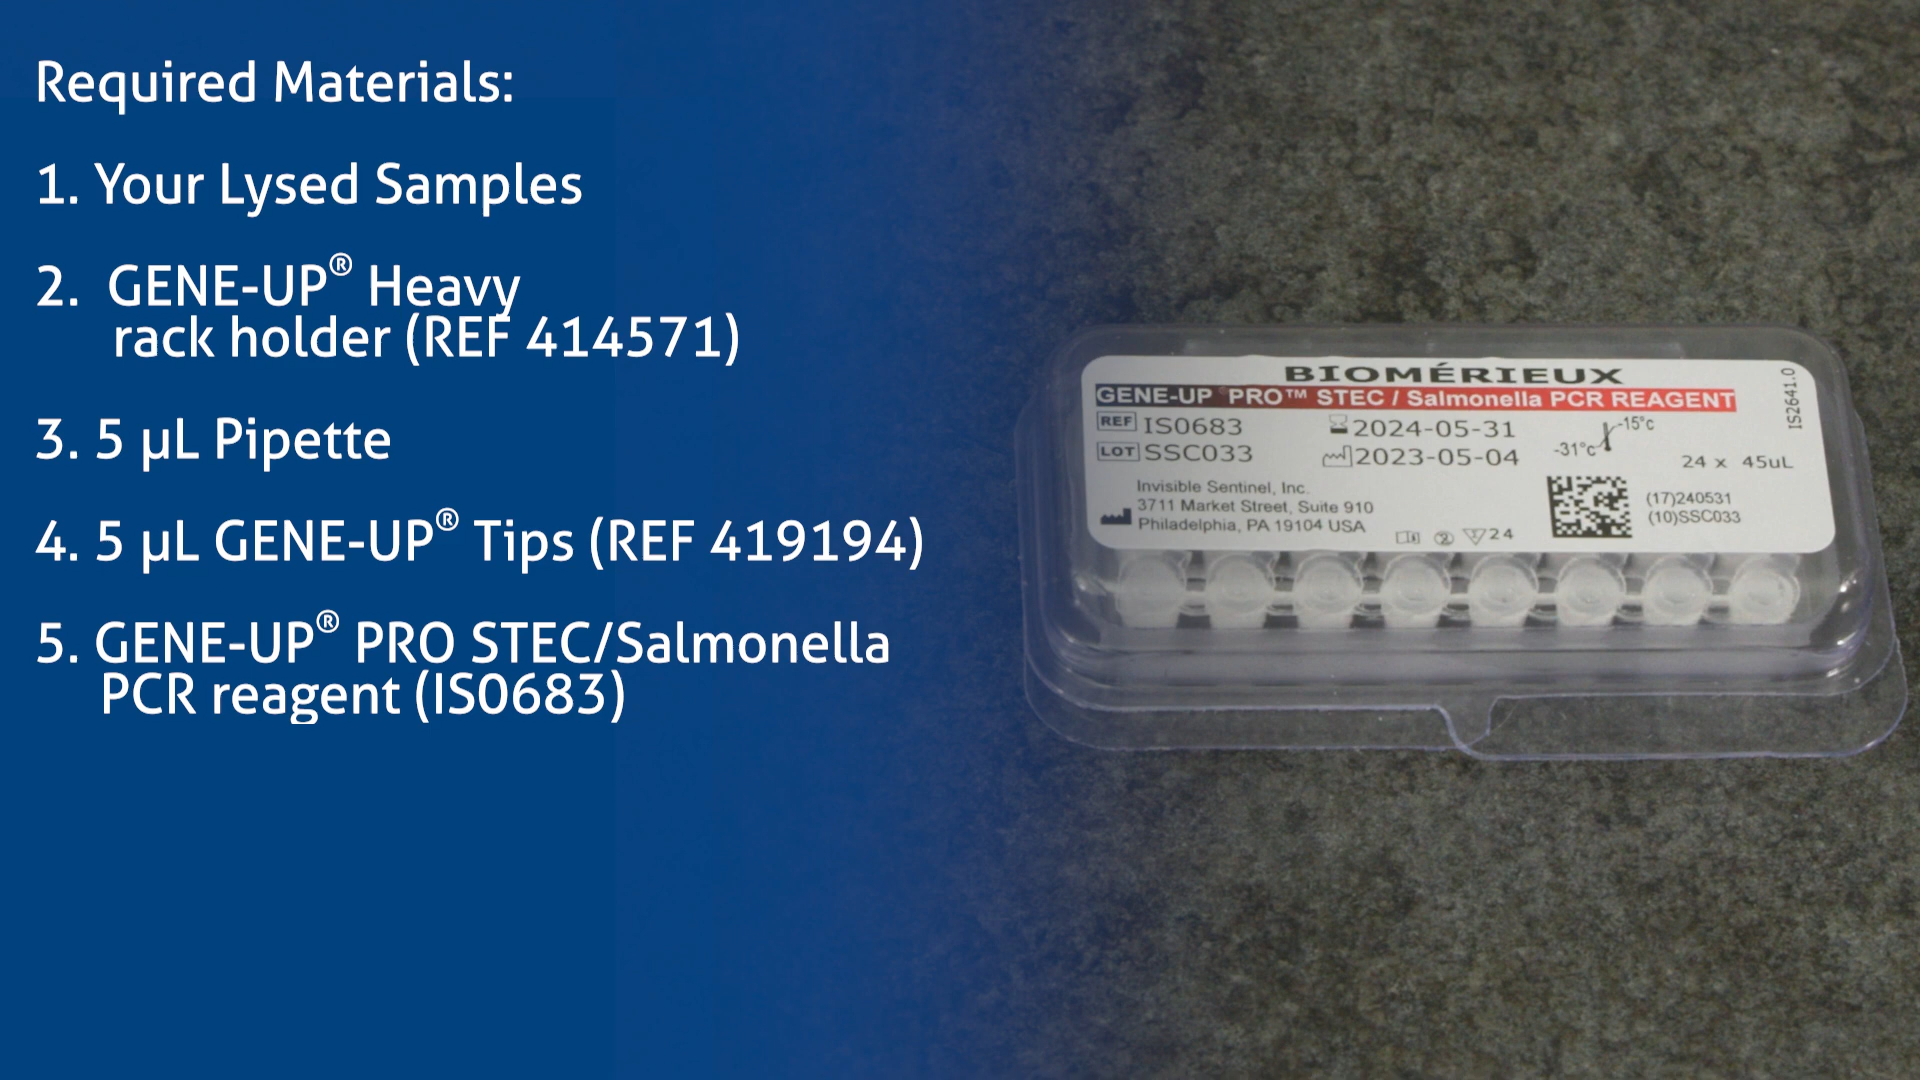 Required Materials:
1. Your Lysed Samples
2. GENE-UP® Heavy
rack holder (REF 414571)
3. 5 µL Pipette
4. 5 µL GENE-UP® Tips (REF 419194)
5. GENE-UP® PRO STEC/Salmonella
PCR reagent (IS0683)
BIOMÉRIEUX
GENE-UP PRO™ STEC / Salmonella PCR REAGENT
REF IS0683
LOT SSC033
2024-05-31
2023-05-04
-15°c
-31°c
24 x 45uL
IS2641.0
Invisible Sentinel, Inc.
3711 Market Street, Suite 910
Philadelphia, PA 19104 USA
24
(17)240531
(10)SSC033